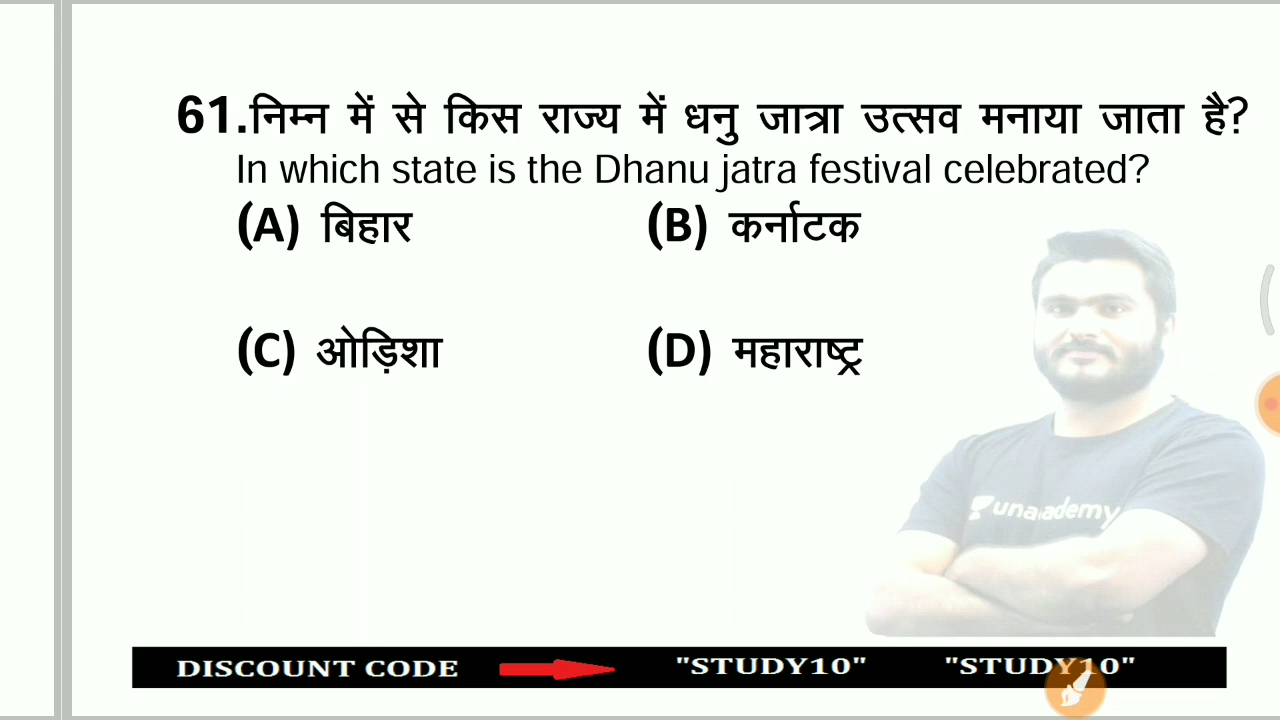 61.निम्न में से किस राज्य में धनु जात्रा उत्सव मनाया जाता है?
In which state is the Dhanu jatra festival celebrated?
(A) बिहार (B) कर्नाटक
(C) ओड़िशा (D) महाराष्ट्र
unacademy
DISCOUNT CODE "STUDY10" "STUDY10"